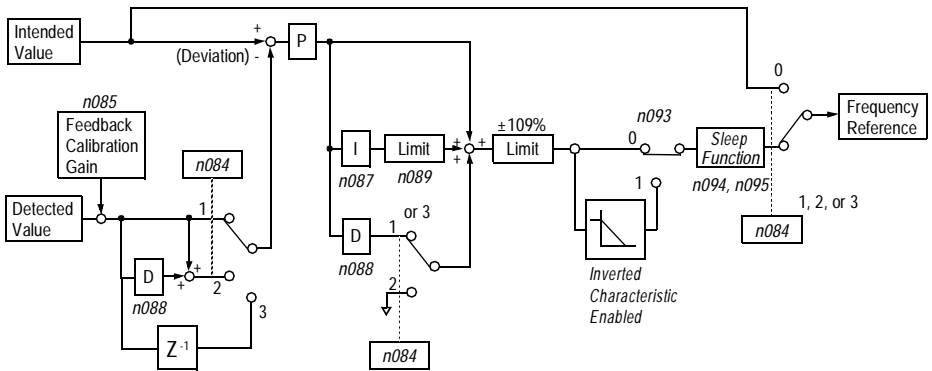 Intended
Value
+
(Deviation) -
P
0
n085
Feedback
Calibration
Gain
n084
Detected
Value
1
D
n088
+
+
2
3
Z-1
I
n087
Limit
n089
+
+
+
±109%
Limit
D
n088
1
or 3
2
n084
n093
0
1
Inverted
Characteristic
Enabled
Sleep
Function
n094, n095
Frequency
Reference
1, 2, or 3
n084